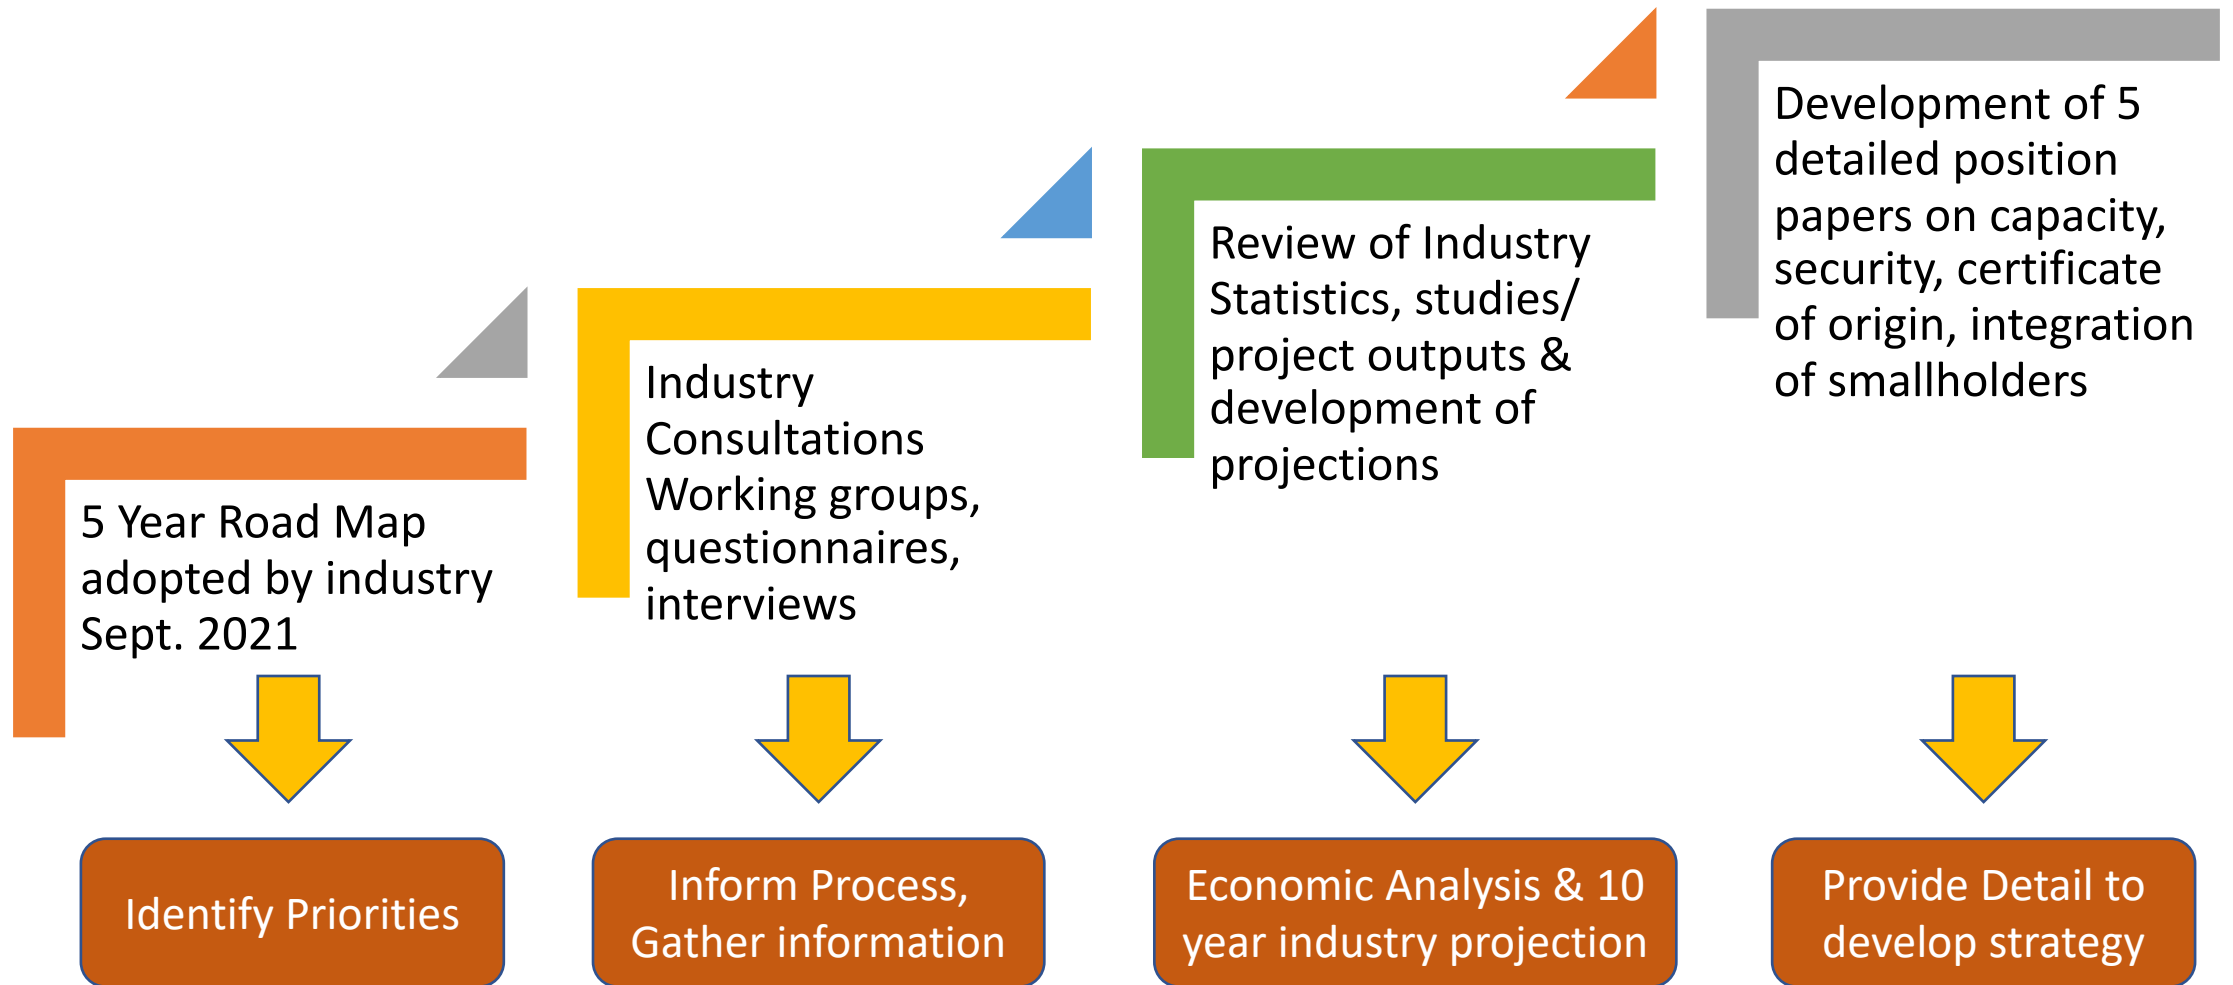 5 Year Road Map
adopted by industry
Sept. 2021
Industry
Consultations
Working groups,
questionnaires,
interviews
Review of Industry
Statistics, studies/
project outputs &
development of
projections
Development of 5
detailed position
papers on capacity,
security, certificate
of origin, integration
of smallholders
Identify Priorities
Inform Process,
Gather information
Economic Analysis & 10
year industry projection
Provide Detail to
develop strategy